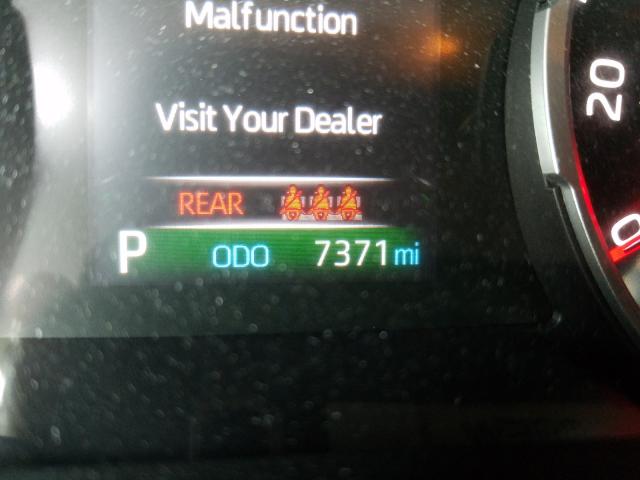 Malfunction
Visit Your Dealer
REAR
P ODO 7371 mi
20
0